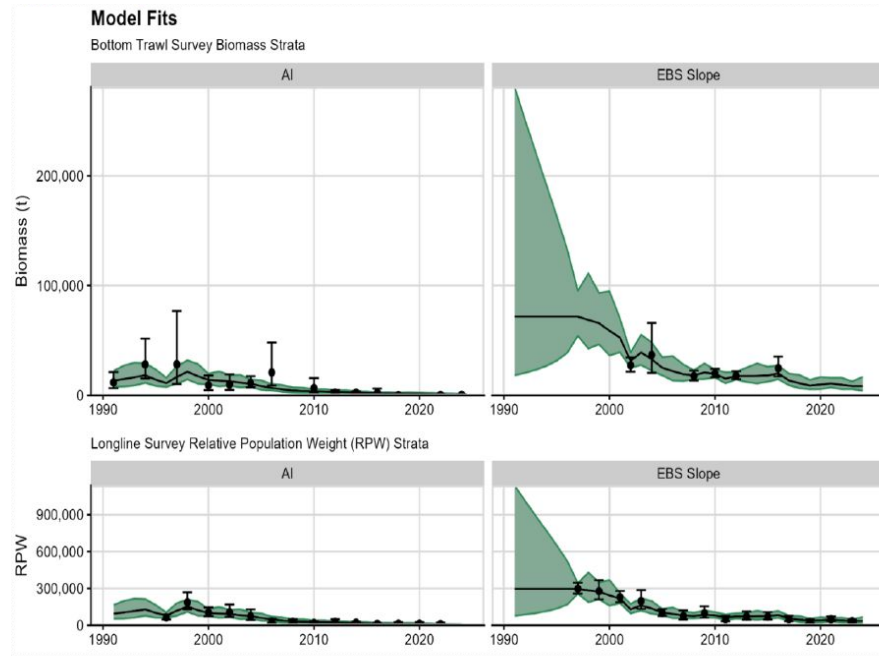 Model Fits
Bottom Trawl Survey Biomass Strata
AI EBS Slope
Biomass (t)
200,000
100,000
0
1990 2000 2010 2020 1990 2000 2010 2020
Longline Survey Relative Population Weight (RPW) Strata
AI EBS Slope
RPW
900,000
600,000
300,000
0
1990 2000 2010 2020 1990 2000 2010 2020